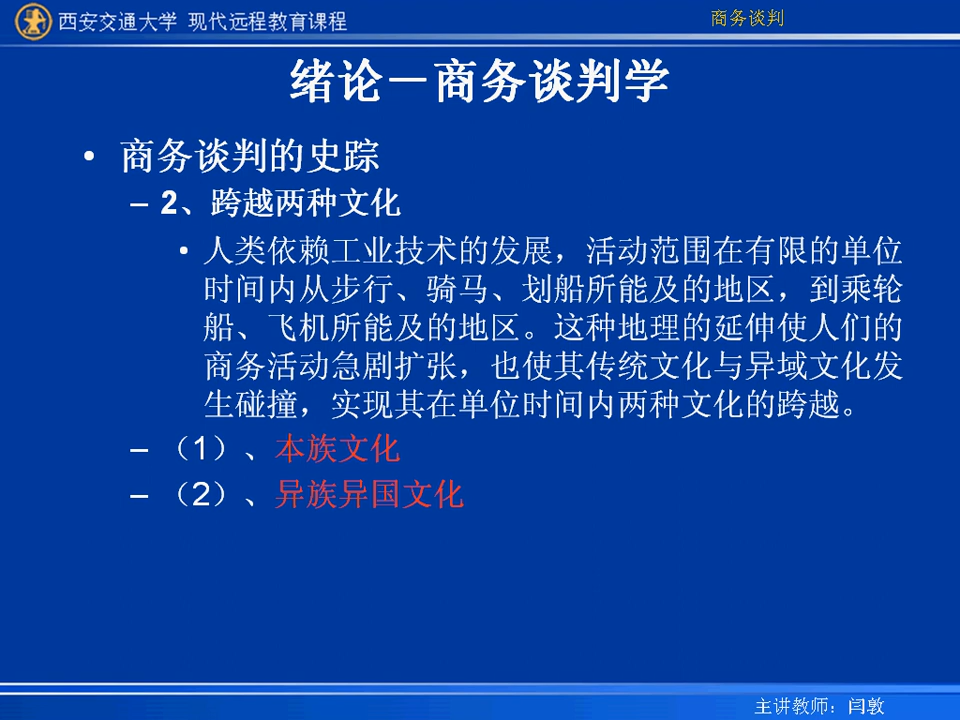 西安交通大学 现代远程教育课程
商务谈判
绪论－商务谈判学
• 商务谈判的史踪
– 2、跨越两种文化
• 人类依赖工业技术的发展，活动范围在有限的单位
时间内从步行、骑马、划船所能及的地区，到乘轮
船、飞机所能及的地区。这种地理的延伸使人们的
商务活动急剧扩张，也使其传统文化与异域文化发
生碰撞，实现其在单位时间内两种文化的跨越。
– （1）、本族文化
– （2）、异族异国文化
主讲教师：闫敦